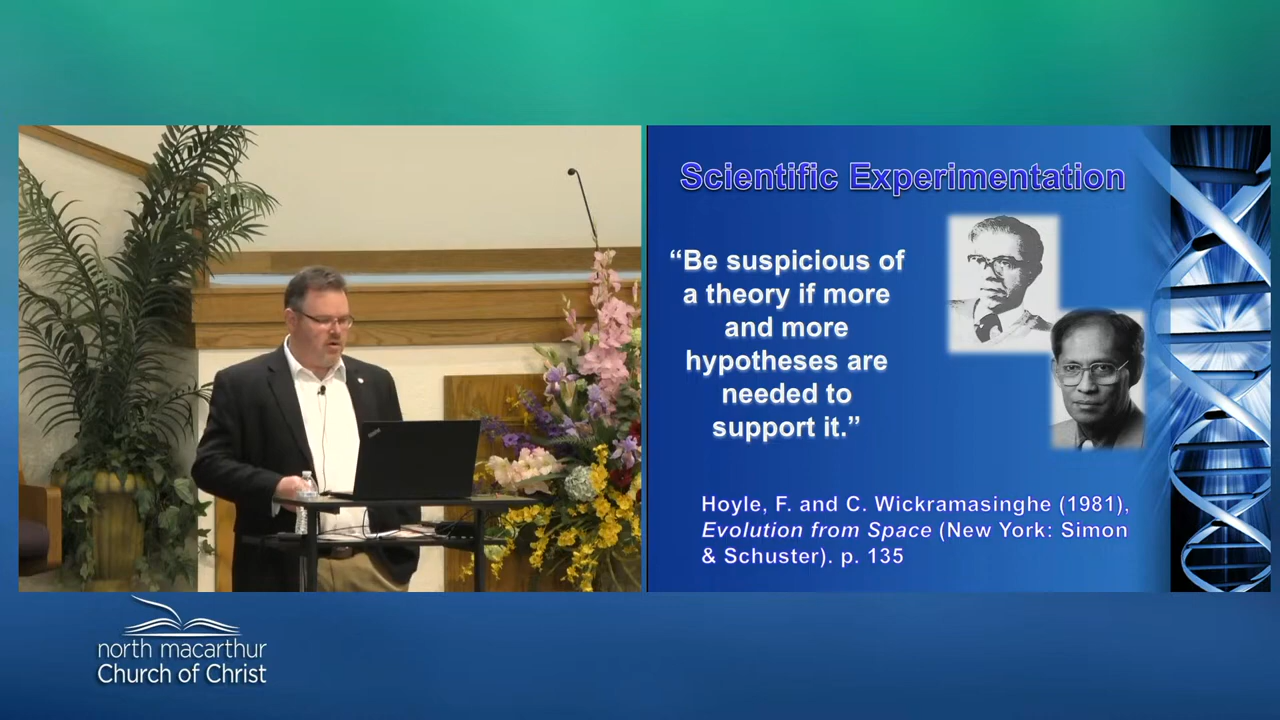 Scientific Experimentation
“Be suspicious of
a theory if more
and more
hypotheses are
needed to
support it.”
Hoyle, F. and C. Wickramasinghe (1981),
Evolution from Space (New York: Simon
& Schuster). p. 135
north macarthur
Church of Christ